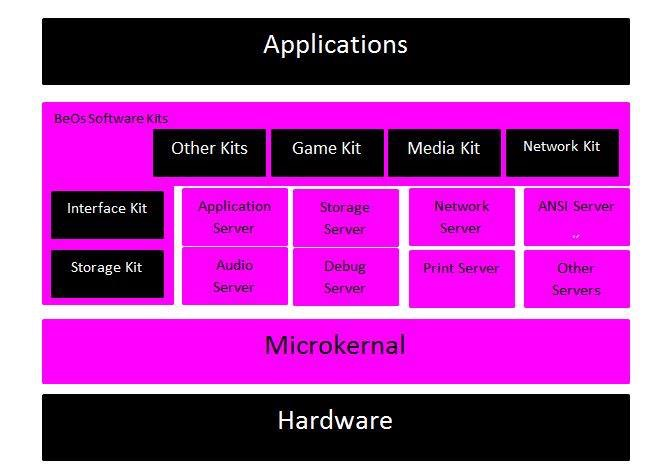 Applications
BeOs Software Kits
Other Kits
Game Kit
Media Kit
Network Kit
Interface Kit
Application
Server
Storage
Server
Network
Server
ANSI Server
Storage Kit
Audio
Server
Debug
Server
Print Server
Other
Servers
Microkernal
Hardware